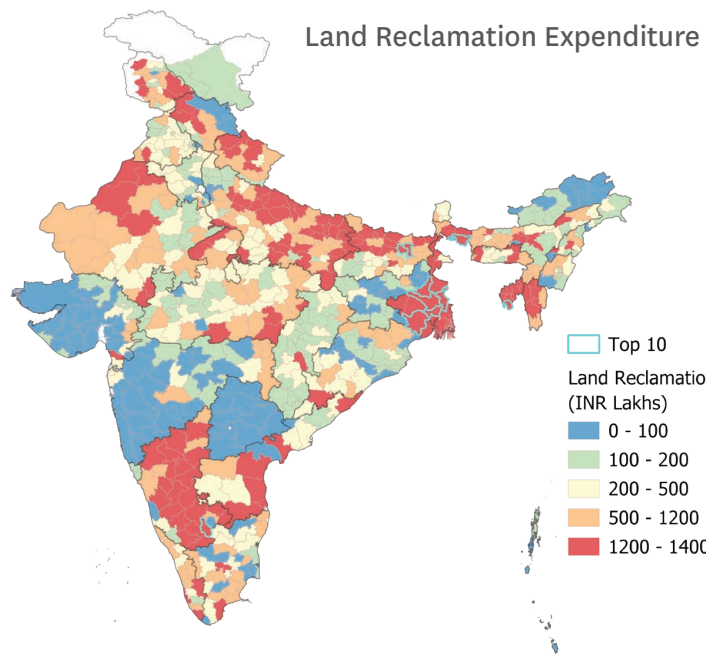 Land Reclamation Expenditure
Top 10
Land Reclamatio
(INR Lakhs)
0 - 100
100 - 200
200 - 500
500 - 1200
1200 - 1400